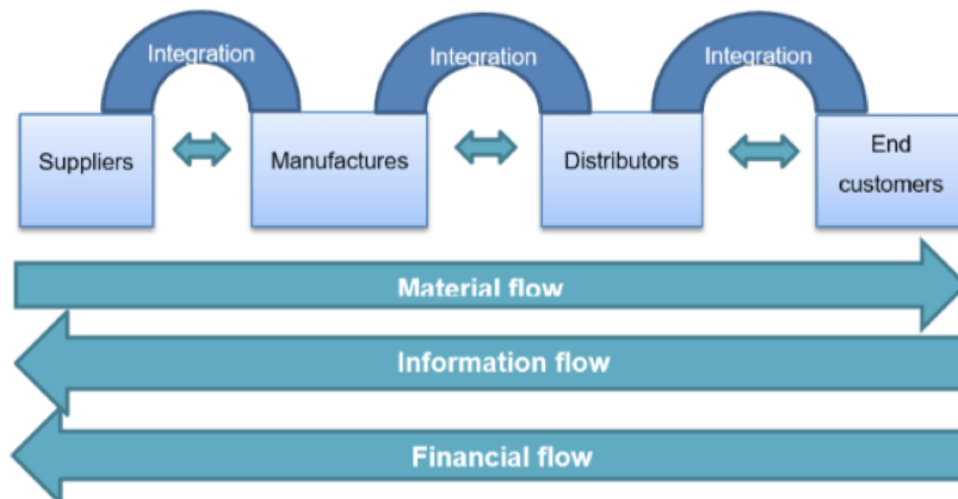 Integration
Integration
Integration
Suppliers
Manufactures
Distributors
End
customers
Material flow
Information flow
Financial flow